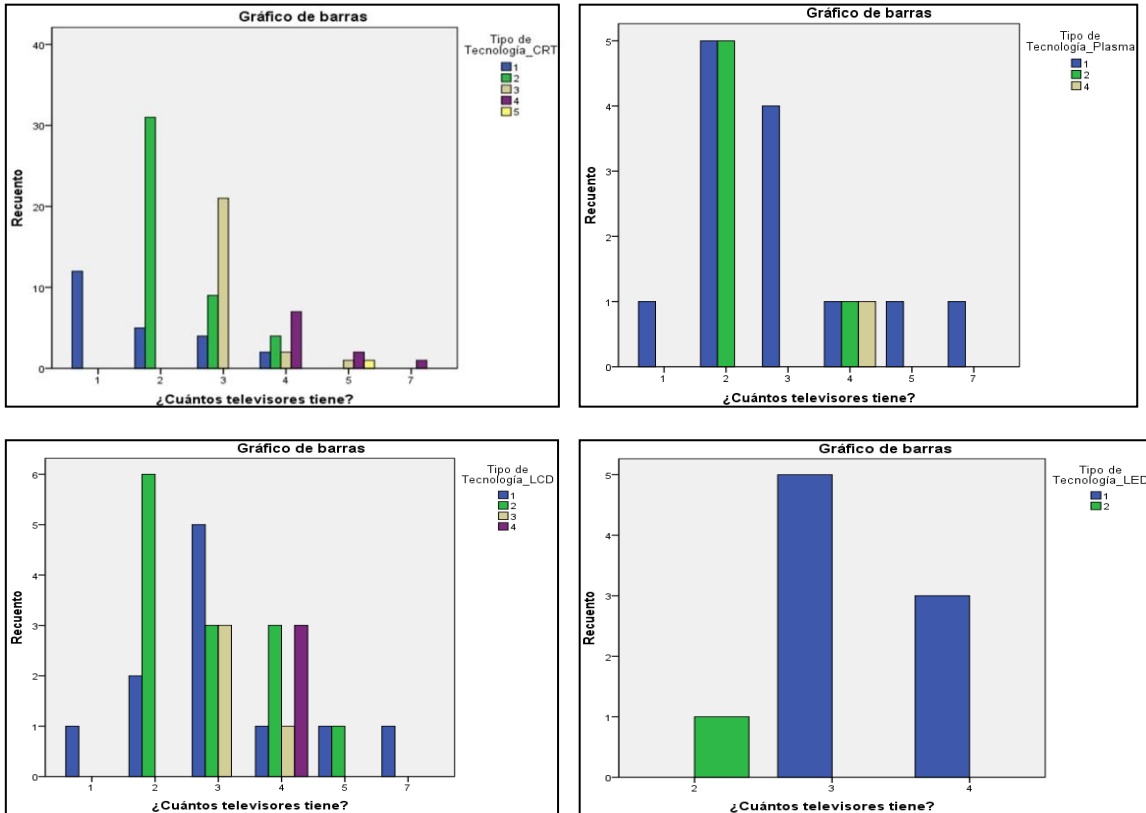 Gráfico de barras
Tipo de
Tecnología_CRT
1
2
3
4
5
Recuento
40
30
20
10
0
1 2 3 4 5 7
¿Cuántos televisores tiene?
Gráfico de barras
Tipo de
Tecnología_Plasma
1
2
4
Recuento
5
4
3
2
1
0
1 2 3 4 5 7
¿Cuántos televisores tiene?
Gráfico de barras
Tipo de
Tecnología_LCD
1
2
3
4
Recuento
6
5
4
3
2
1
0
1 2 3 4 5 7
¿Cuántos televisores tiene?
Gráfico de barras
Tipo de
Tecnología_LED
1
2
Recuento
5
4
3
2
1
0
2 3 4
¿Cuántos televisores tiene?